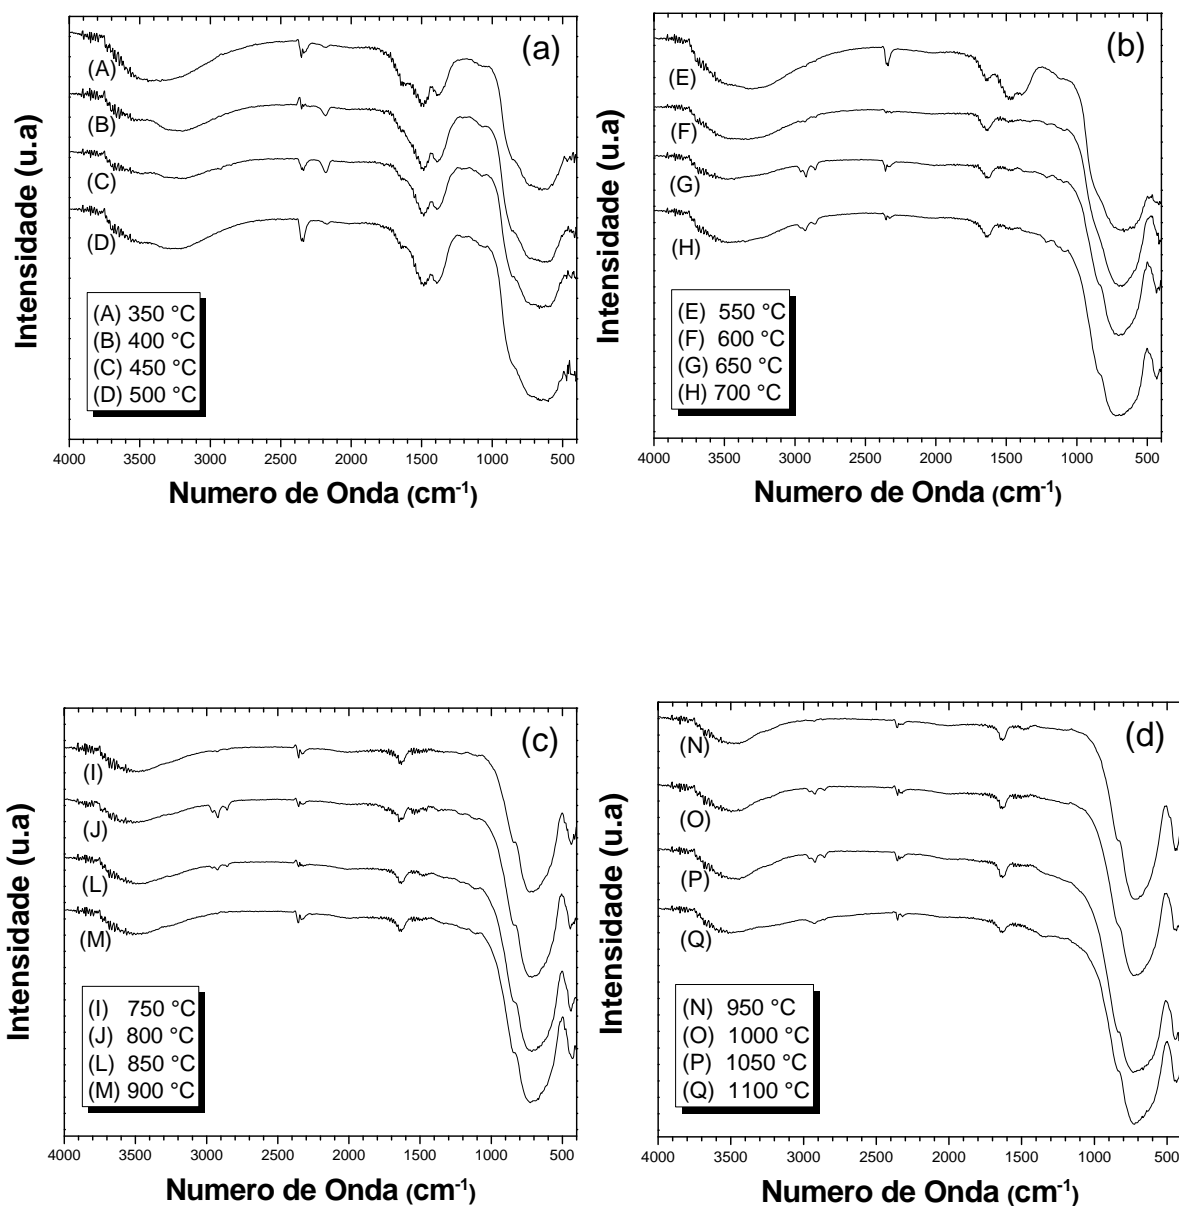 (a)
Intensidade (u.a)
(A)
(B)
(C)
(D)
(A) 350 °C
(B) 400 °C
(C) 450 °C
(D) 500 °C
4000 3500 3000 2500 2000 1500 1000 500
Numero de Onda (cm⁻¹)
(b)
Intensidade (u.a)
(E)
(F)
(G)
(H)
(E) 550 °C
(F) 600 °C
(G) 650 °C
(H) 700 °C
4000 3500 3000 2500 2000 1500 1000 500
Numero de Onda (cm⁻¹)
(c)
Intensidade (u.a)
(I)
(J)
(L)
(M)
(I) 750 °C
(J) 800 °C
(L) 850 °C
(M) 900 °C
4000 3500 3000 2500 2000 1500 1000 500
Numero de Onda (cm⁻¹)
(d)
Intensidade (u.a)
(N)
(O)
(P)
(Q)
(N) 950 °C
(O) 1000 °C
(P) 1050 °C
(Q) 1100 °C
4000 3500 3000 2500 2000 1500 1000 500
Numero de Onda (cm⁻¹)